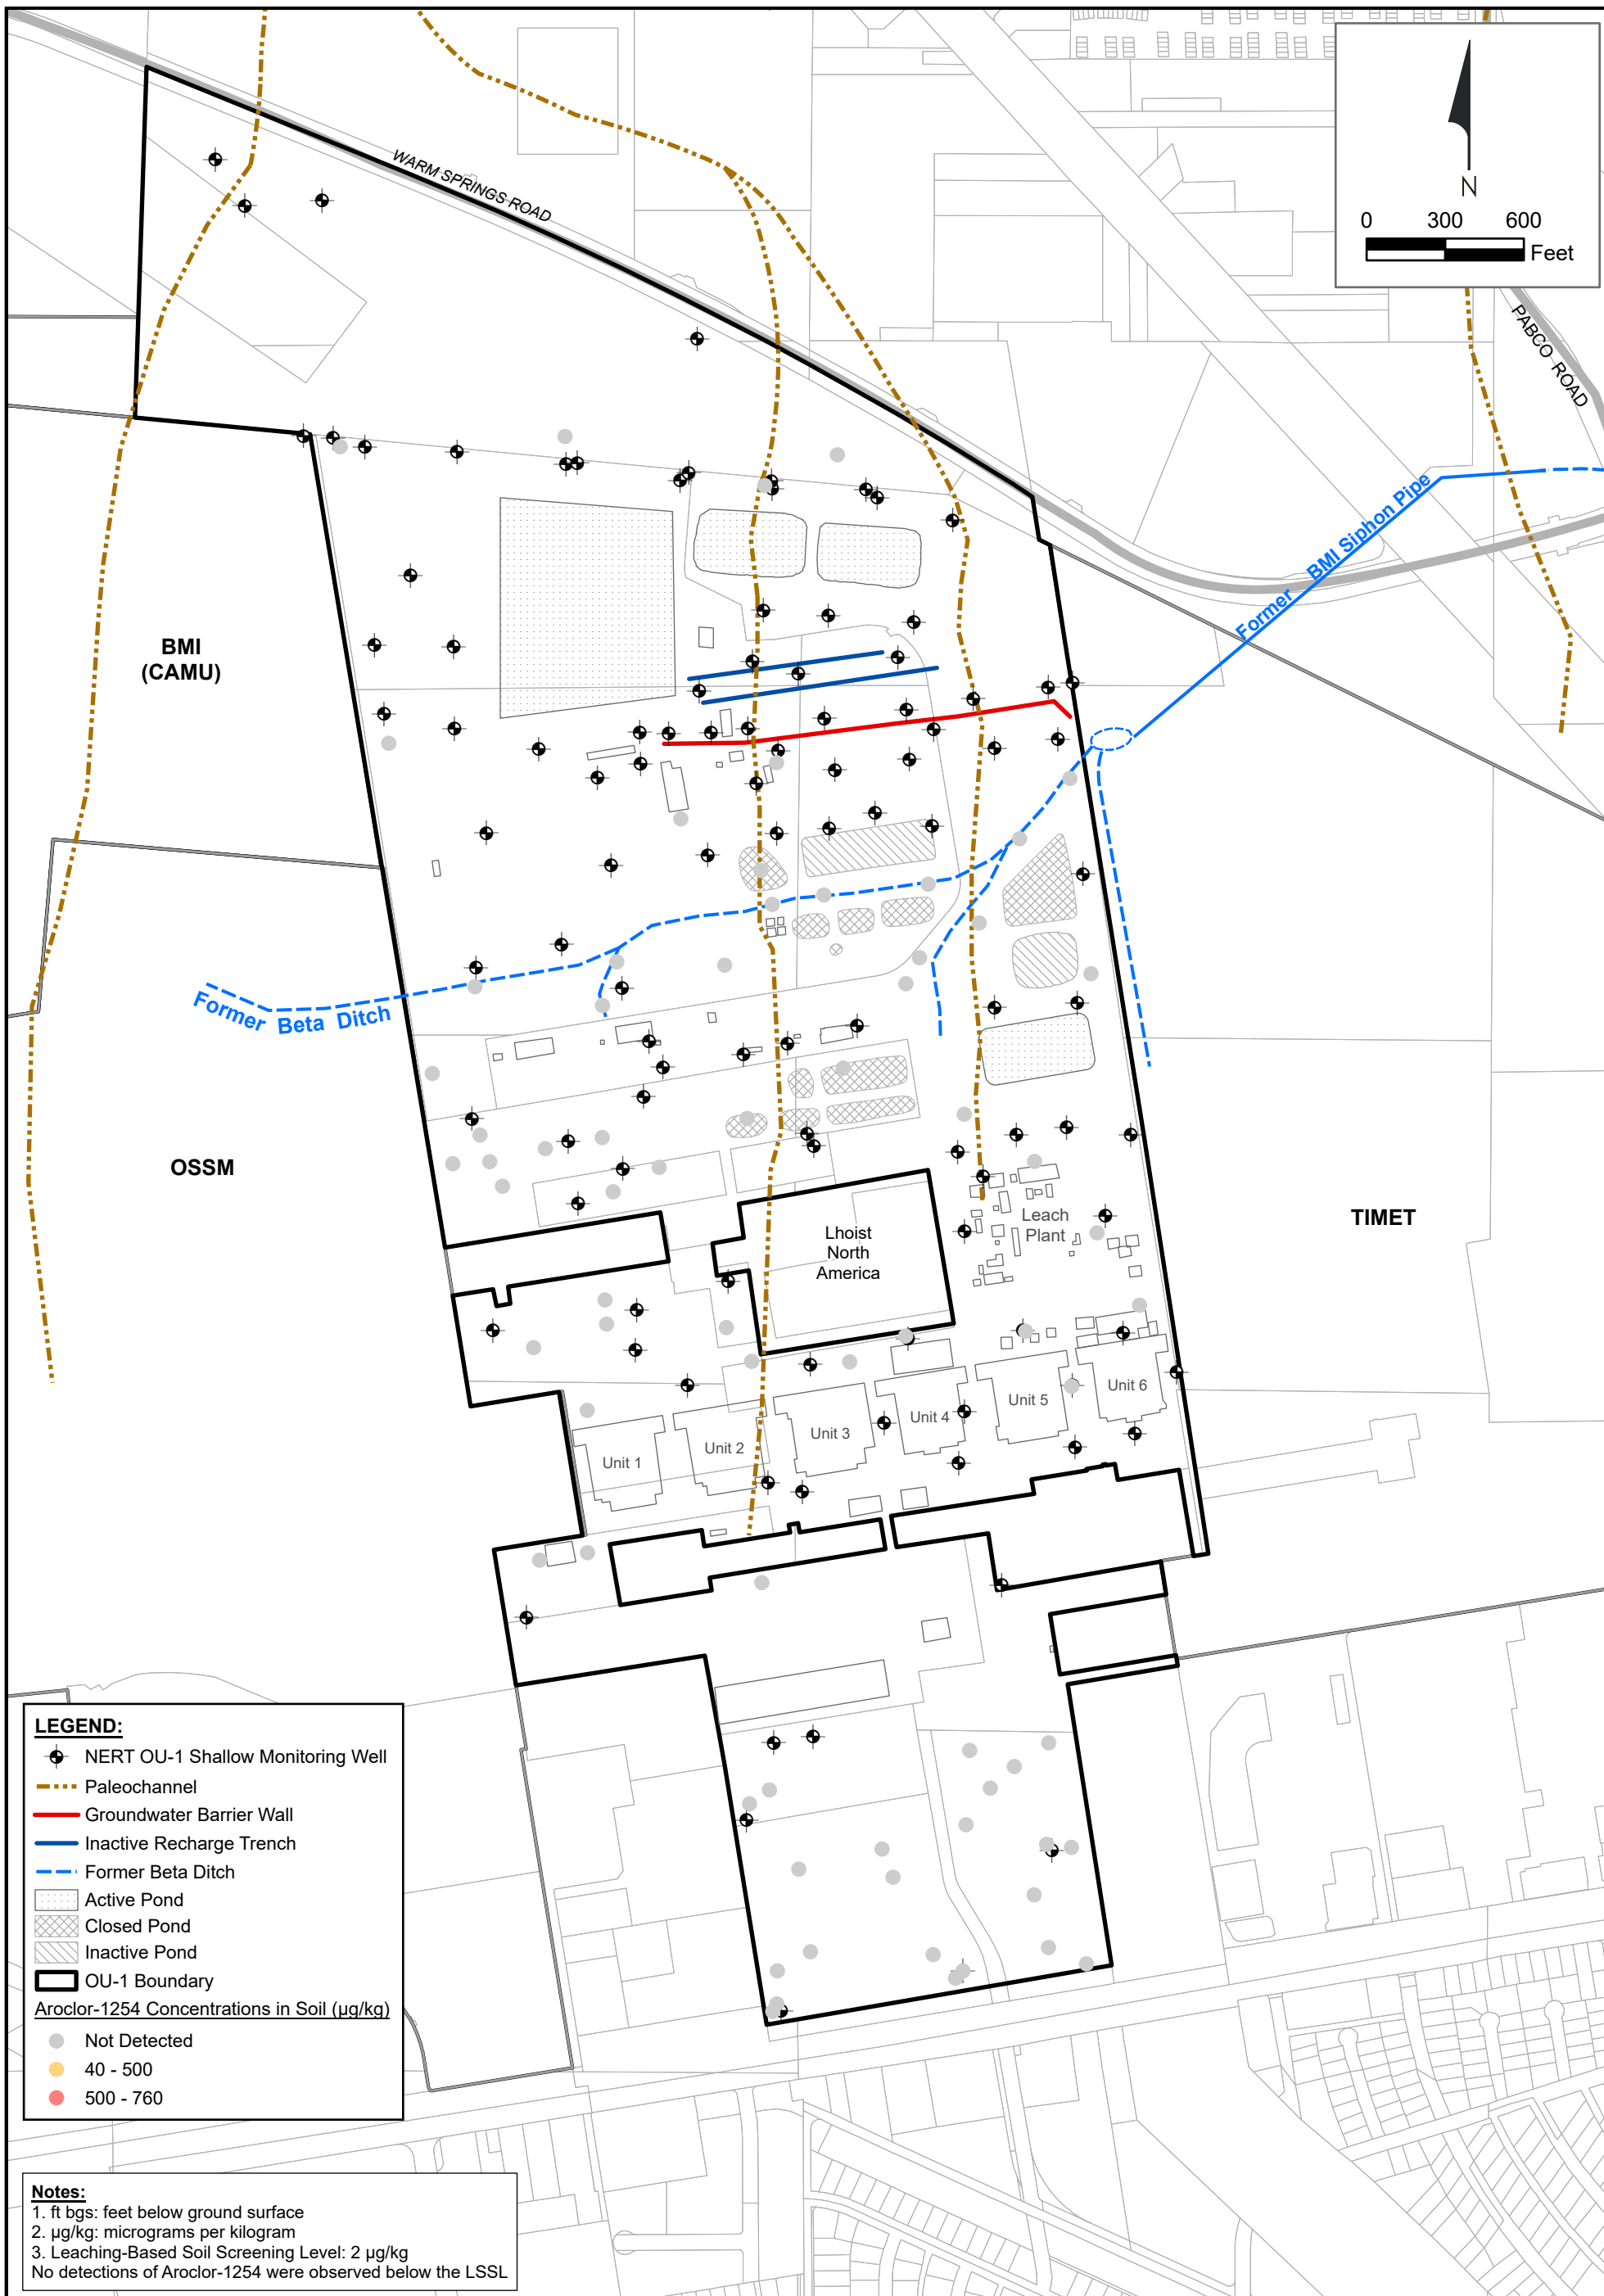 WARM SPRINGS ROAD
N
0 300 600
Feet
PABCO ROAD
Former BMI Siphon Pipe
BMI
(CAMU)
Former Beta Ditch
OSSM
TIMET
Lhoist
North
America
Leach
Plant
Unit 1
Unit 2
Unit 3
Unit 4
Unit 5
Unit 6
LEGEND:
NERT OU-1 Shallow Monitoring Well
Paleochannel
Groundwater Barrier Wall
Inactive Recharge Trench
Former Beta Ditch
Active Pond
Closed Pond
Inactive Pond
OU-1 Boundary
Aroclor-1254 Concentrations in Soil (µg/kg)
Not Detected
40 - 500
500 - 760
Notes:
1. ft bgs: feet below ground surface
2. µg/kg: micrograms per kilogram
3. Leaching-Based Soil Screening Level: 2 µg/kg
No detections of Aroclor-1254 were observed below the LSSL